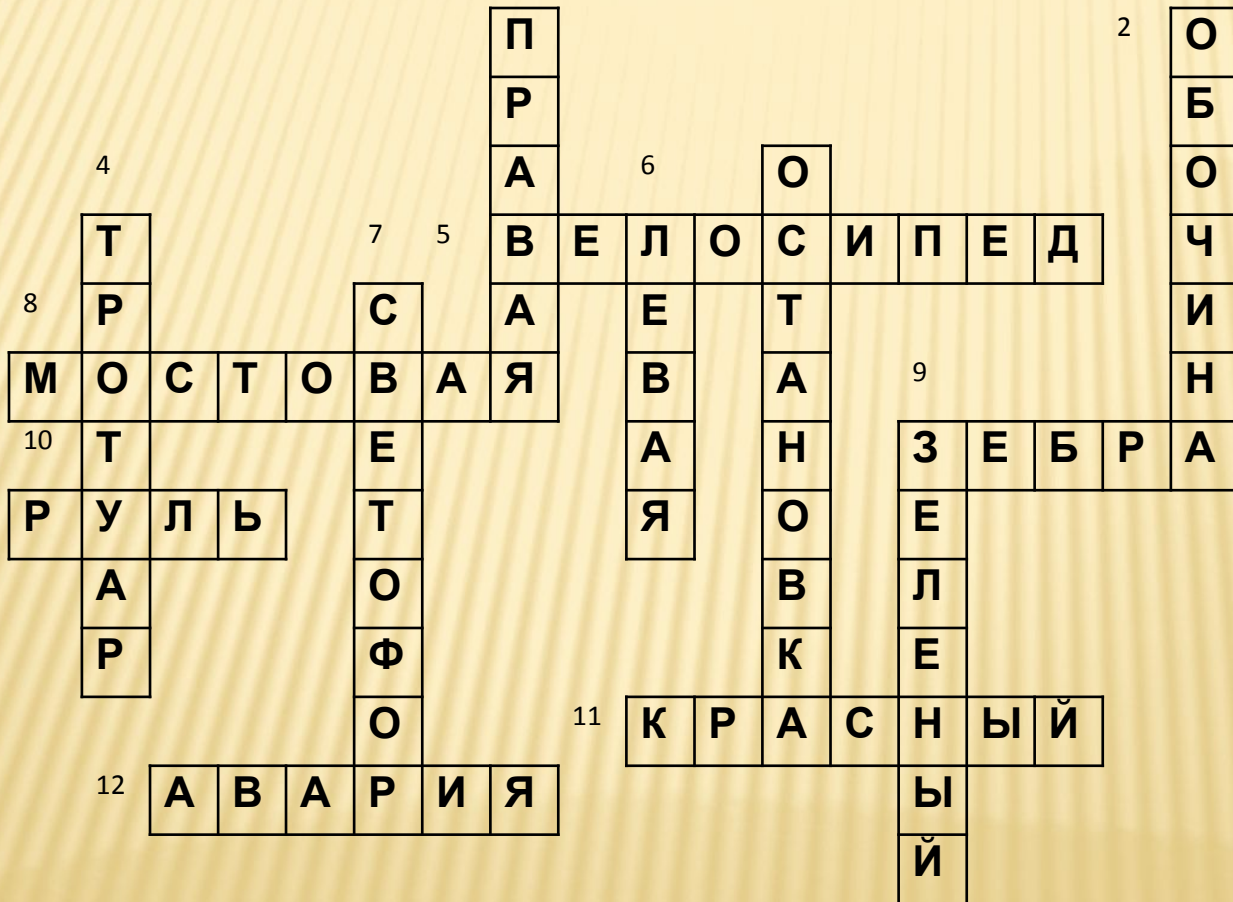 П 2 О
Р Б
4 А 6 О О
Т 7 5 В Е Л О С И П Е Д Ч
8 Р С А Е Т И
М О С Т О В А Я В А 9 Н
10 Т Е А Н З Е Б Р А
Р У Л Ь Т Я О Е
А О В Л
Р Ф К Е
О 11 К Р А С Н Ы Й
12 А В А Р И Я Ы
Й